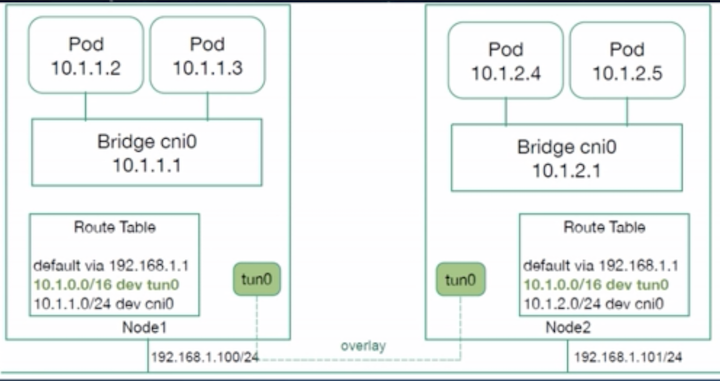 Pod
10.1.1.2
Pod
10.1.1.3
Bridge cni0
10.1.1.1
Route Table
default via 192.168.1.1
10.1.0.0/16 dev tun0
10.1.1.0/24 dev cni0
tun0
Node1
192.168.1.100/24
overlay
Pod
10.1.2.4
Pod
10.1.2.5
Bridge cni0
10.1.2.1
tun0
Route Table
default via 192.168.1.1
10.1.0.0/16 dev tun0
10.1.2.0/24 dev cni0
Node2
192.168.1.101/24